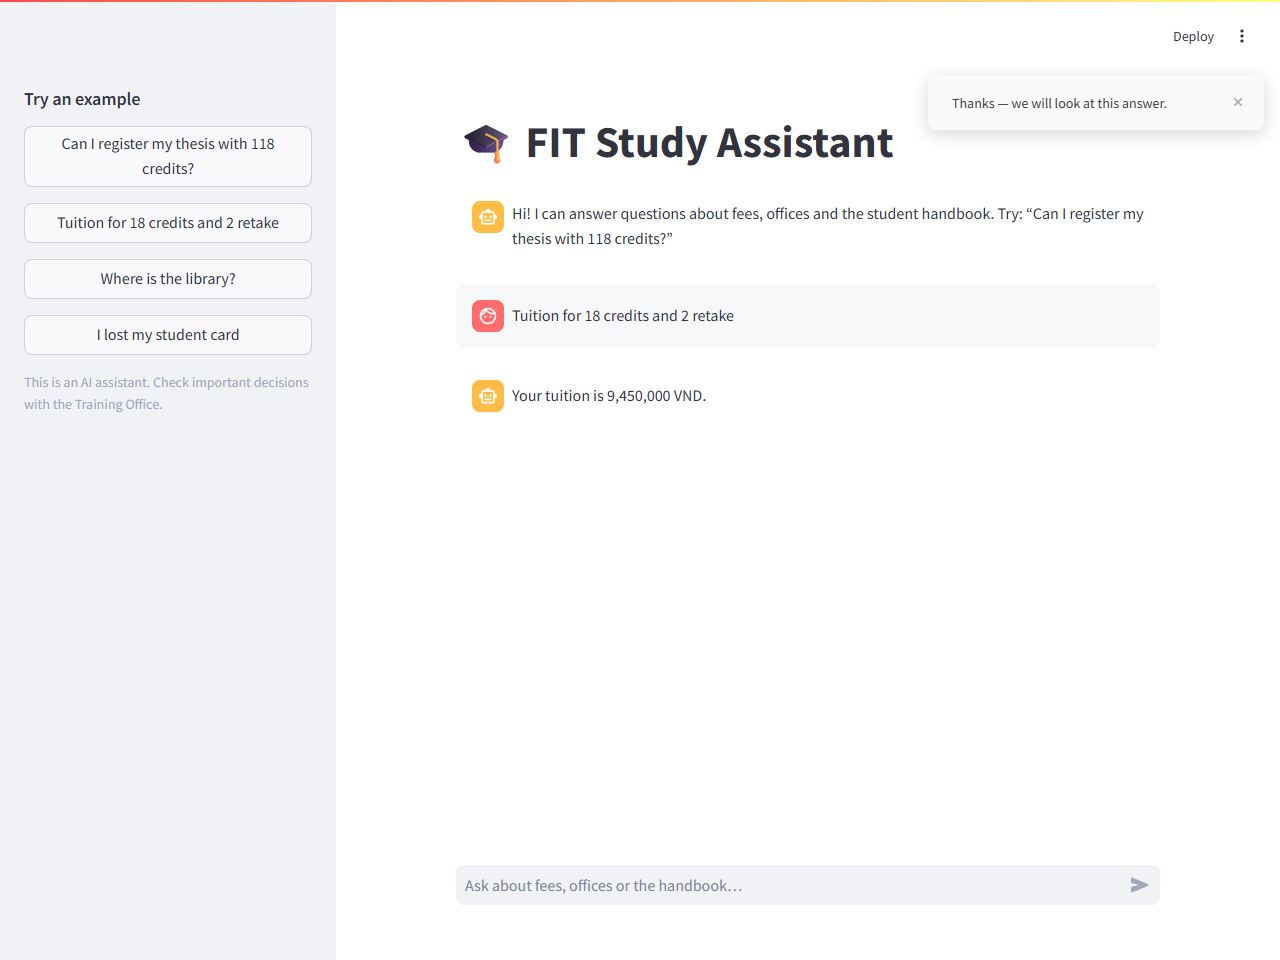 Deploy
Thanks — we will look at this answer.
Try an example
Can I register my thesis with 118
credits?
Tuition for 18 credits and 2 retake
Where is the library?
I lost my student card
This is an AI assistant. Check important decisions
with the Training Office.
FIT Study Assistant
Hi! I can answer questions about fees, offices and the student handbook. Try: “Can I register my
thesis with 118 credits?”
Tuition for 18 credits and 2 retake
Your tuition is 9,450,000 VND.
Ask about fees, offices or the handbook…